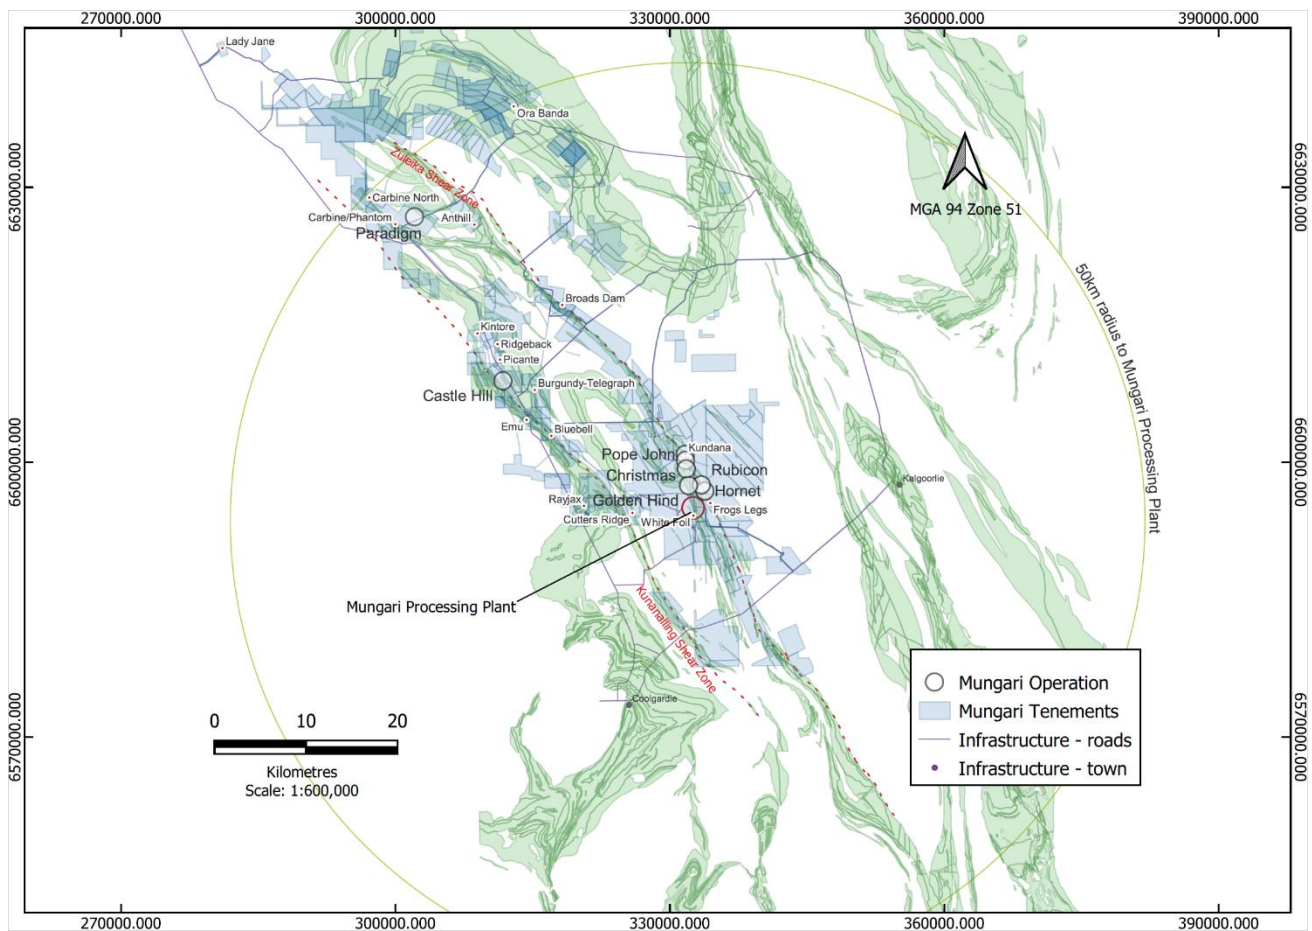 270000.000
300000.000
330000.000
360000.000
390000.000
Lady Jane
Ora Banda
Zuleika Shear Zone
6630000.000
6630000.000
Carbine North
MGA 94 Zone 51
Carbine/Phantom
Anthill
Paradigm
50km radius to Mungari Processing Plant
Broads Dam
Kintore
Ridgeback
Picante
Burgundy-Telegraph
Castle Hill
Emu
Bluebell
Kundana
Pope John
6600000.000
6600000.000
Rubicon
Christmas
Kalgoorlie
Hornet
Rayjax
Golden Hind
Frogs Legs
Cutters Ridge
White Foil
Mungari Processing Plant
Kunanalling Shear Zone
Coolgardie
Mungari Operation
Mungari Tenements
Infrastructure - roads
Infrastructure - town
0 10 20
Kilometres
Scale: 1:600,000
6570000.000
6570000.000
270000.000
300000.000
330000.000
360000.000
390000.000